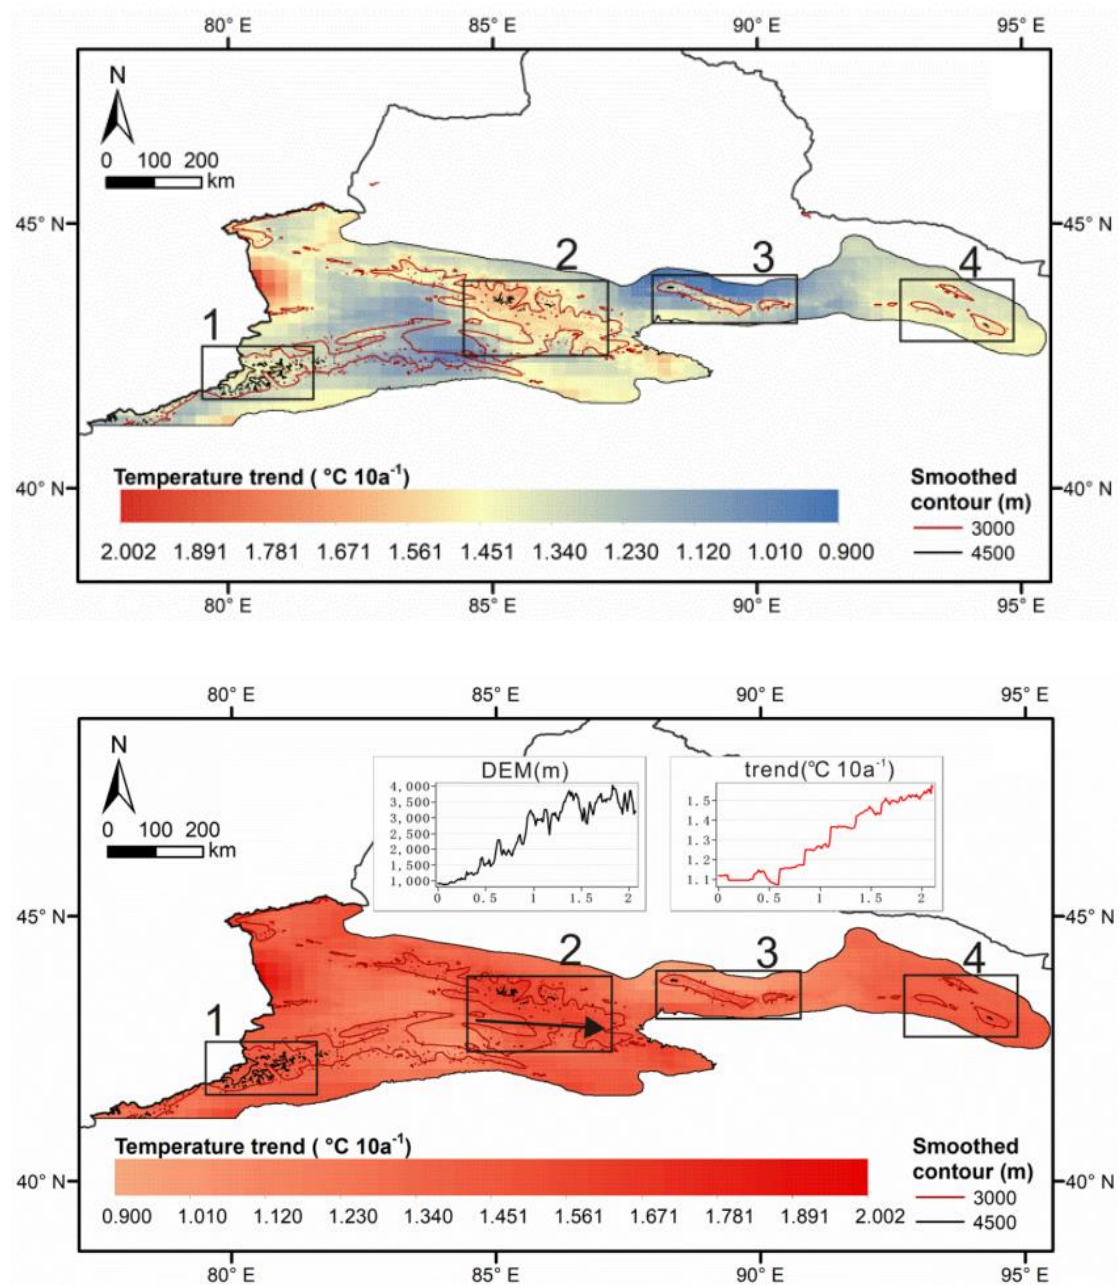 80° E 85° E 90° E 95° E
N
0 100 200
km
45° N 45° N
1 2 3 4
Temperature trend ( °C 10a⁻¹)
2.002 1.891 1.781 1.671 1.561 1.451 1.340 1.230 1.120 1.010 0.900
Smoothed
contour (m)
3000
4500
40° N 40° N
80° E 85° E 90° E 95° E
80° E 85° E 90° E 95° E
N
0 100 200
km
DEM(m)
4,000
3,500
3,000
2,500
2,000
1,500
1,000
0 0.5 1 1.5 2
trend(°C 10a⁻¹)
1.5
1.4
1.3
1.2
1.1
0 0.5 1 1.5 2
45° N 45° N
1 2 3 4
Temperature trend ( °C 10a⁻¹)
0.900 1.010 1.120 1.230 1.340 1.451 1.561 1.671 1.781 1.891 2.002
Smoothed
contour (m)
3000
4500
40° N 40° N
80° E 85° E 90° E 95° E